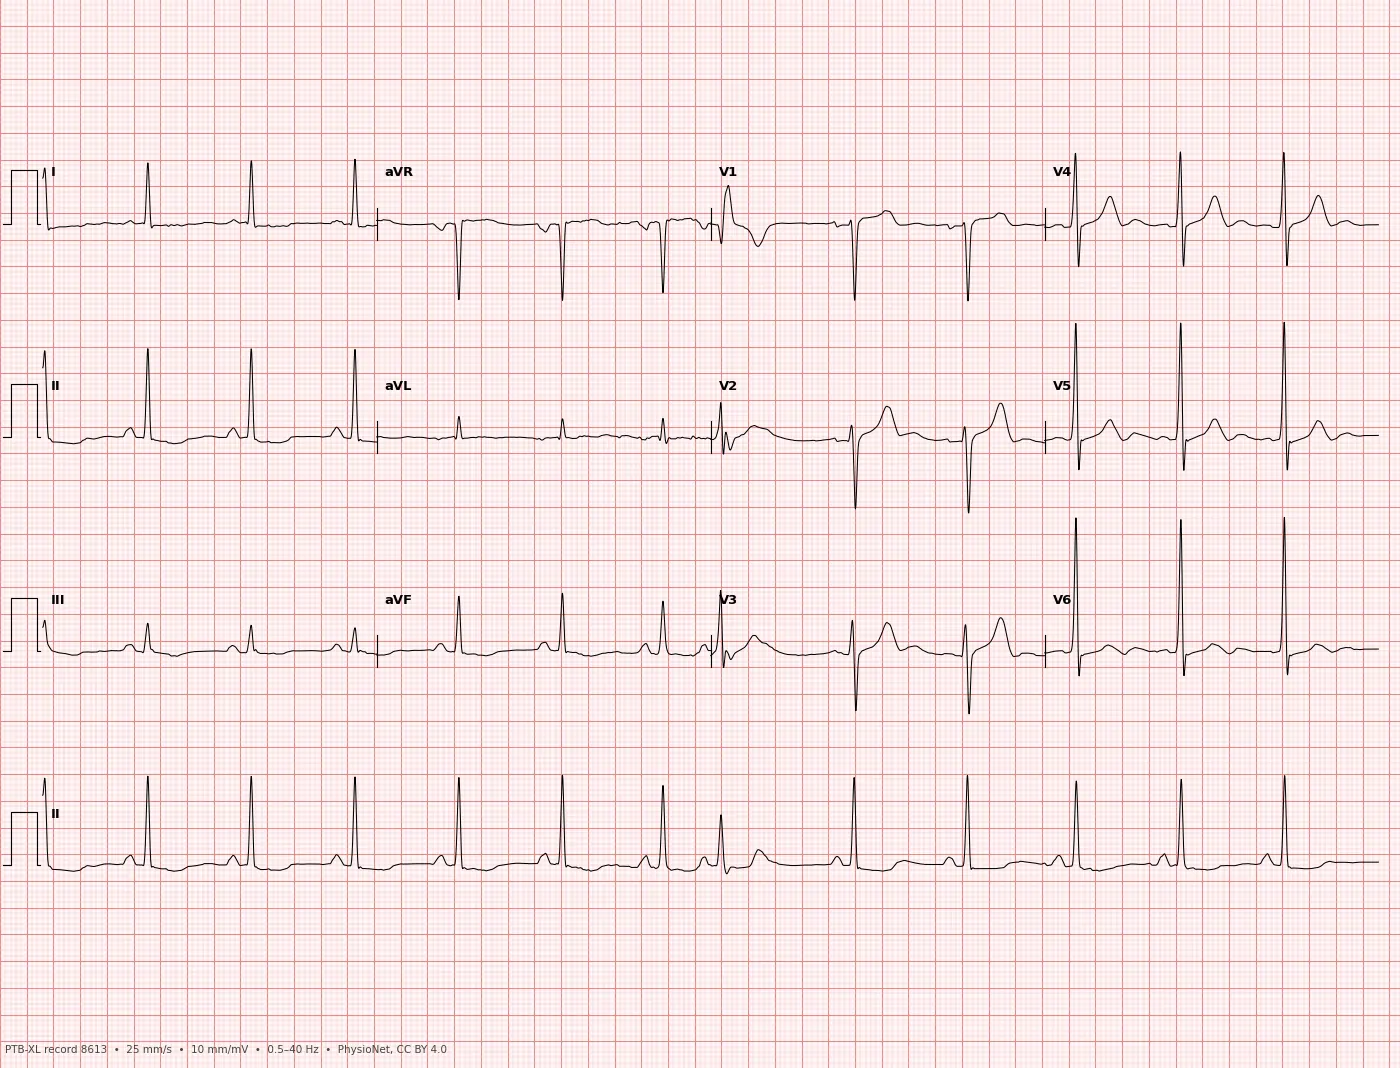 I aVR V1 V4
II aVL V2 V5
III aVF V3 V6
II
PTB-XL record 8613 • 25 mm/s • 10 mm/mV • 0.5–40 Hz • PhysioNet, CC BY 4.0